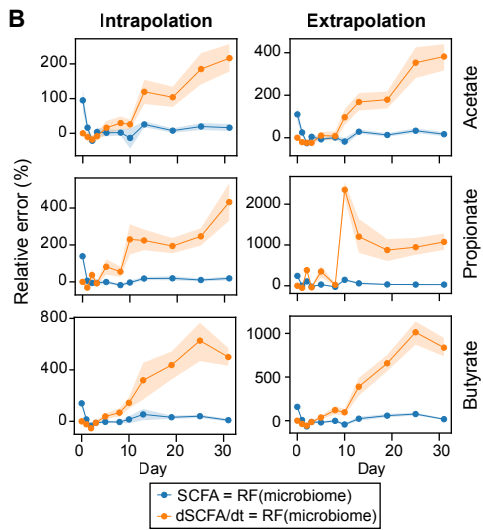 B
Intrapolation
Extrapolation
200
100
0
400
200
0
Acetate
Relative error (%)
400
200
0
2000
1000
0
Propionate
800
400
0
1000
500
0
Butyrate
0 10 20 30
0 10 20 30
Day
Day
SCFA = RF(microbiome)
dSCFA/dt = RF(microbiome)